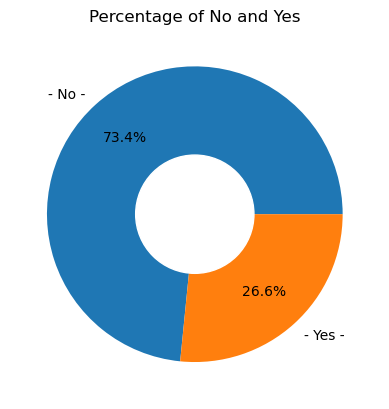 Percentage of No and Yes
- No -
73.4%
26.6%
- Yes -